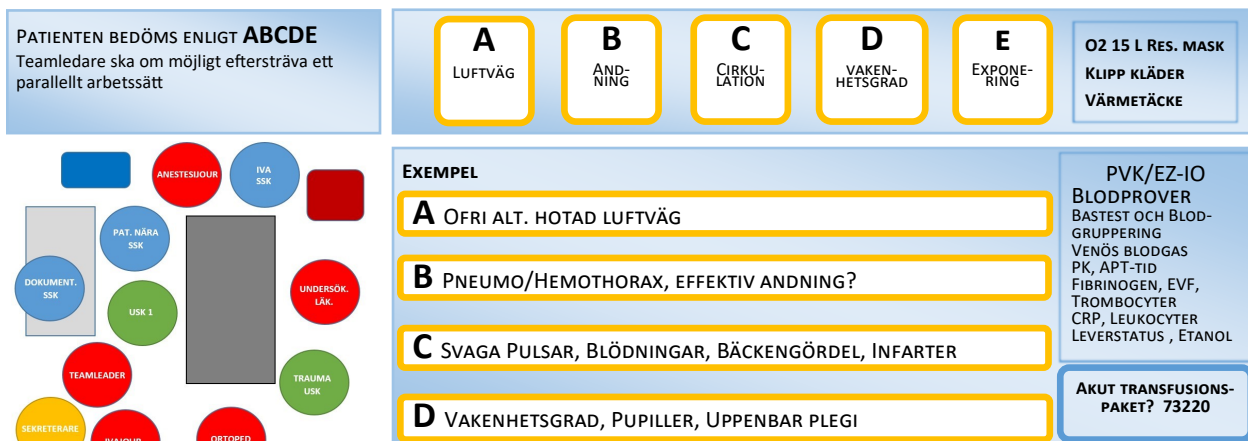 PATIENTEN BEDÖMS ENLIGT ABCDE
Teamledare ska om möjligt eftersträva ett
parallellt arbetssätt
A
LUFTVÄG
B
AND-
NING
C
CIRKU-
LATION
D
VAKEN-
HETSGRAD
E
EXPONE-
RING
O2 15 L RES. MASK
KLIPP KLÄDER
VÄRMETÄCKE
ANESTESIJOUR
IVA
SSK
PAT. NÄRA
SSK
DOKUMENT.
SSK
USK 1
UNDERSÖK.
LÄK.
TEAMLEADER
TRAUMA
USK
SEKRETERARE
IVAJOUR
ORTOPED
EXEMPEL
A OFRI ALT. HOTAD LUFTVÄG
B PNEUMO/HEMOTHORAX, EFFEKTIV ANDNING?
C SVAGA PULSAR, BLÖDNINGAR, BÄCKENGÖRDEL, INFARTER
D VAKENHETSGRAD, PUPILLER, UPPENBAR PLEGI
PVK/EZ-IO
BLODPROVER
BASTEST OCH BLOD-
GRUPPERING
VENÖS BLODGAS
PK, APT-TID
FIBRINOGEN, EVF,
TROMBOCYTER
CRP, LEUKOCYTER
LEVERSTATUS , ETANOL
AKUT TRANSFUSIONS-
PAKET? 73220